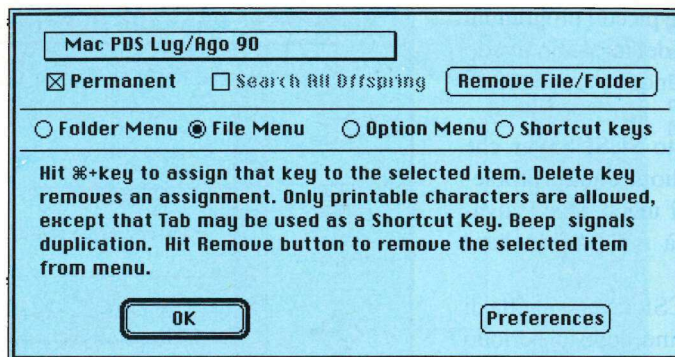 Mac PDS Lug/Ago 90
Permanent Search All Offspring Remove File/Folder
Folder Menu File Menu Option Menu Shortcut keys
Hit ⌘+key to assign that key to the selected item. Delete key
removes an assignment. Only printable characters are allowed,
except that Tab may be used as a Shortcut Key. Beep signals
duplication. Hit Remove button to remove the selected item
from menu.
OK Preferences